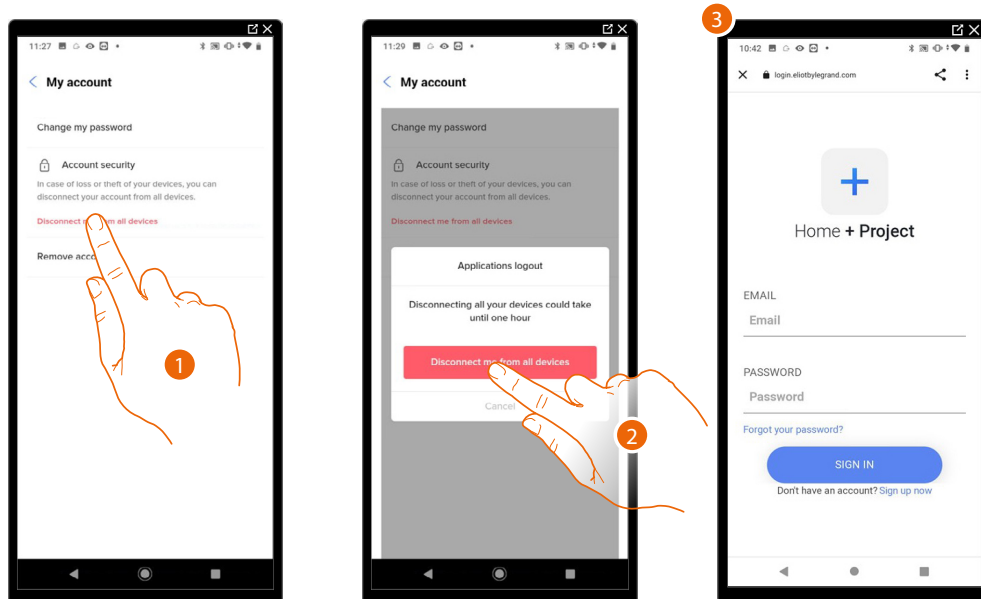 11:27
My account
Change my password
Account security
In case of loss or theft of your devices, you can
disconnect your account from all devices.
Disconnect me from all devices
Remove acco
1
11:29
My account
Change my password
Account security
In case of loss or theft of your devices, you can
disconnect your account from all devices.
Disconnect me from all devices
Applications logout
Disconnecting all your devices could take
until one hour
Disconnect me from all devices
Cancel
2
3
10:42
login.eliotbylegrand.com
Home + Project
EMAIL
Email
PASSWORD
Password
Forgot your password?
SIGN IN
Don't have an account? Sign up now